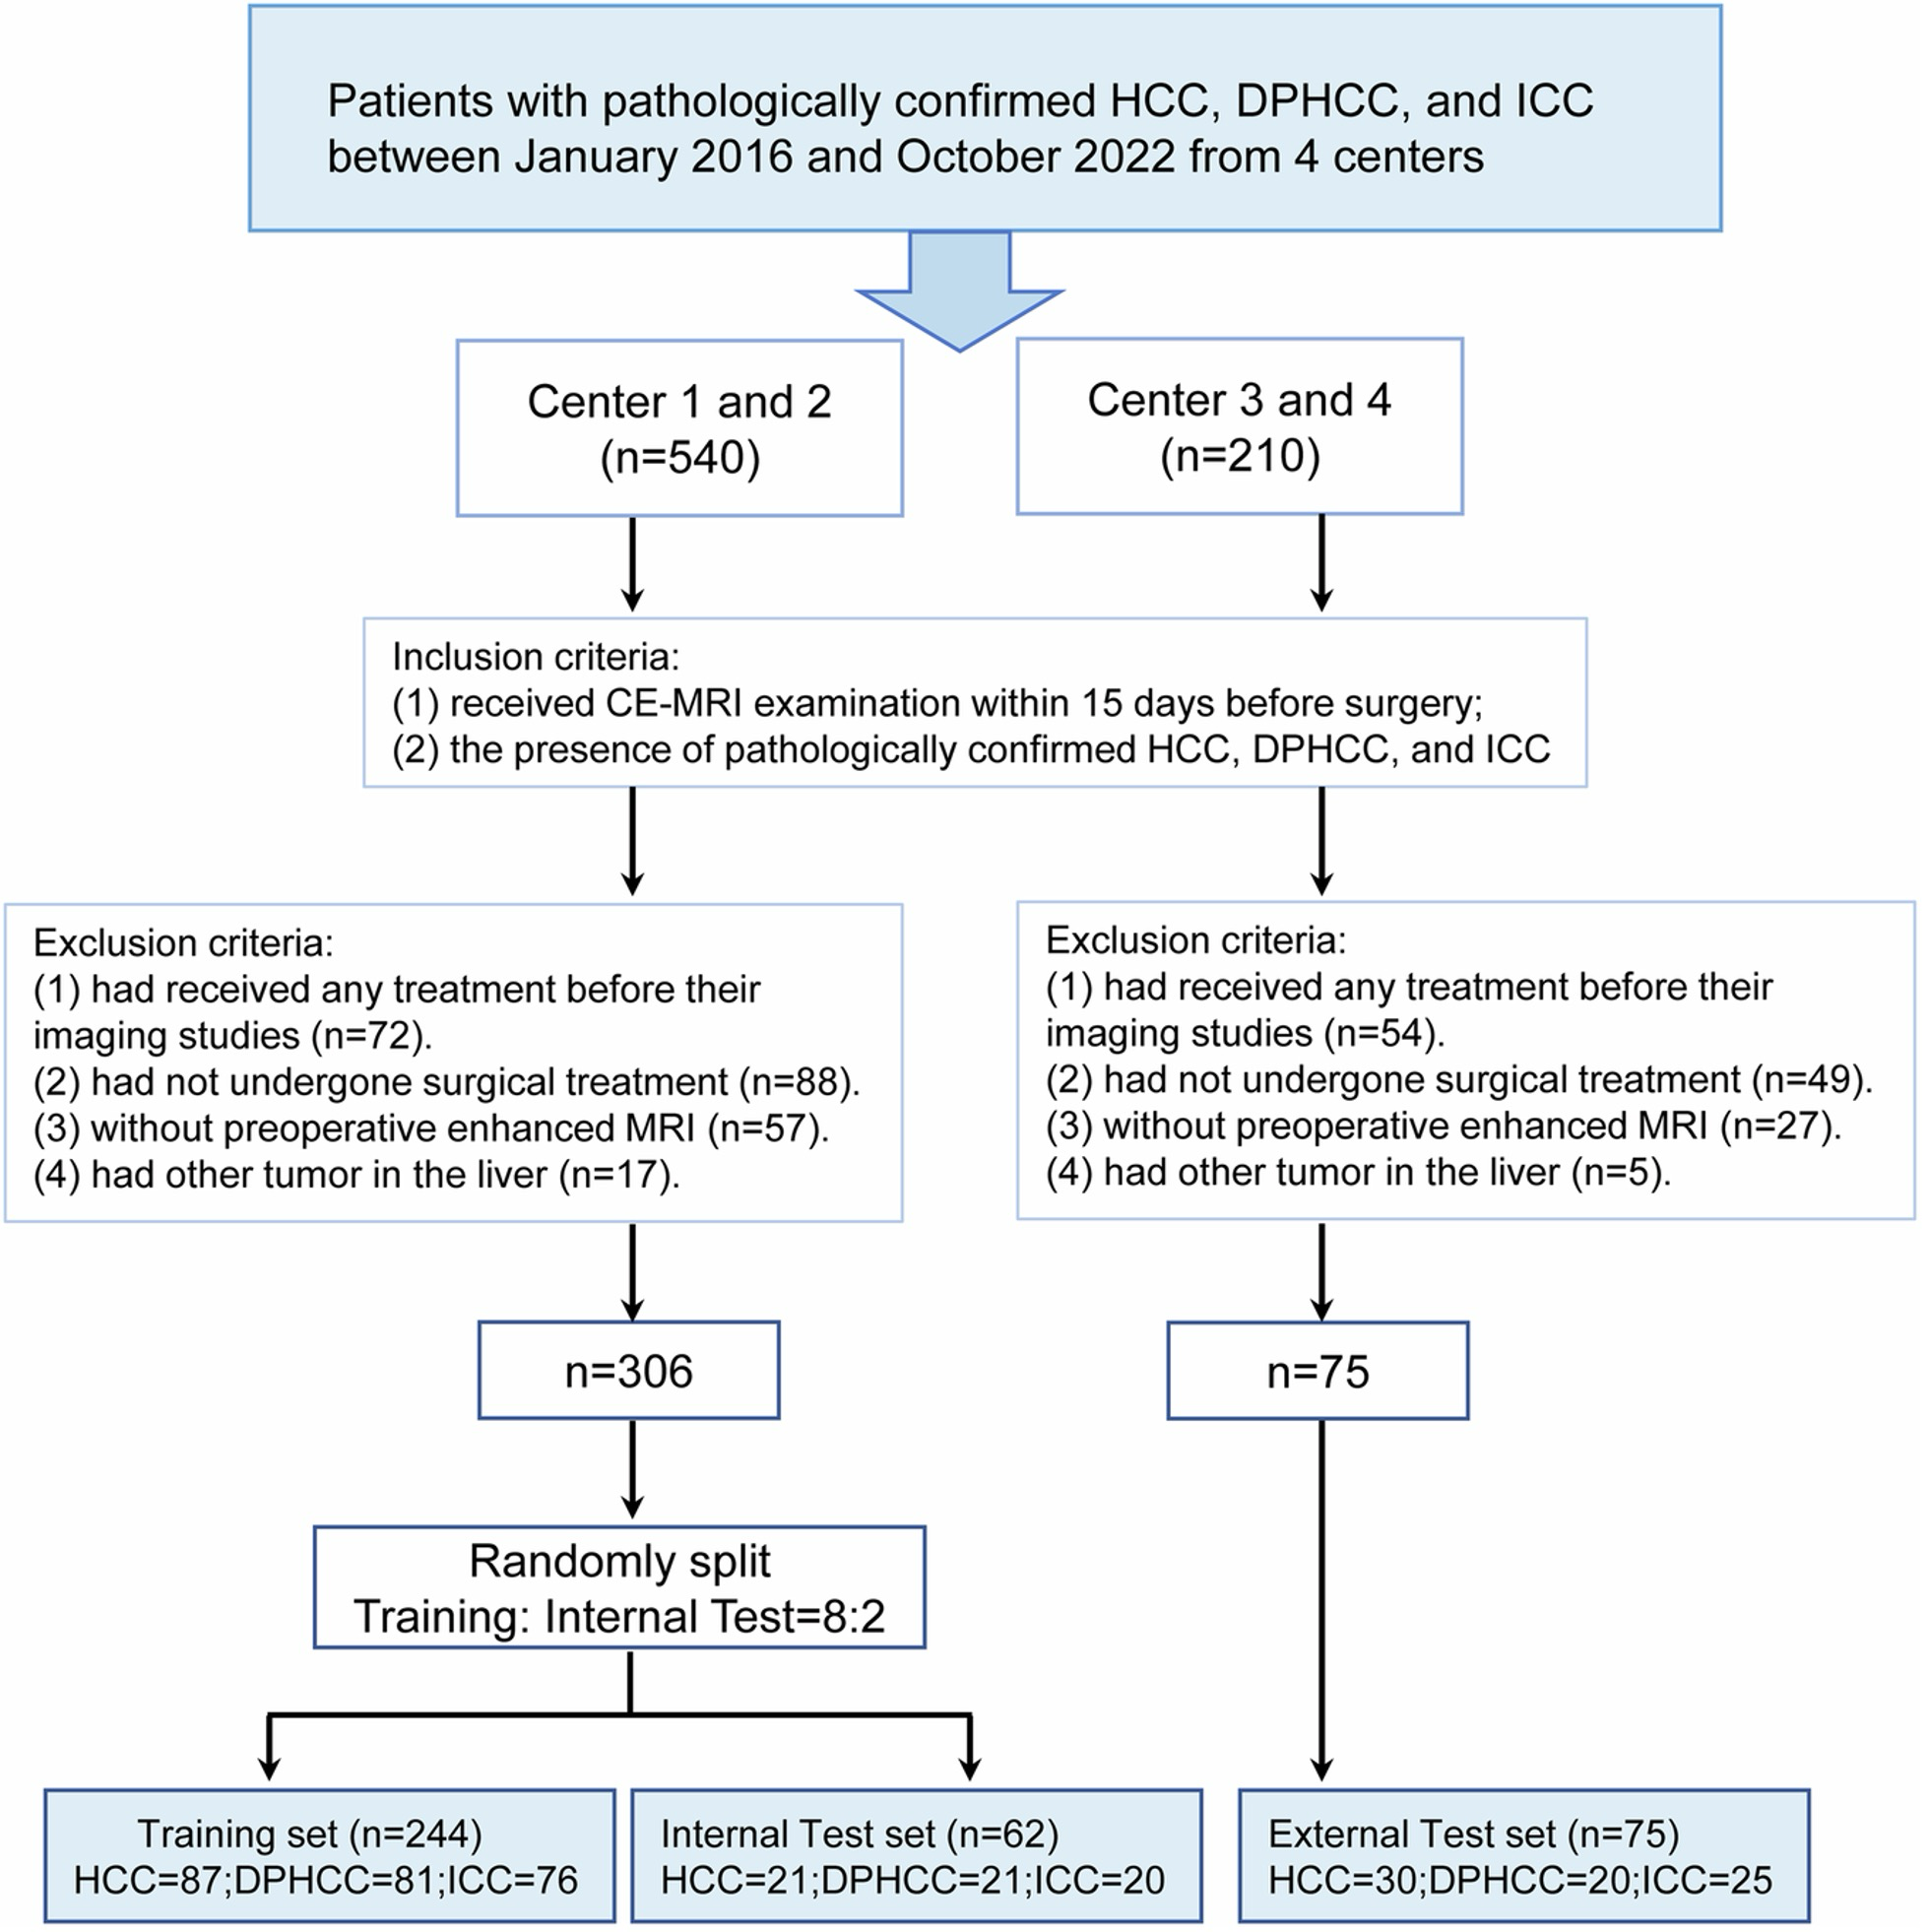 Patients with pathologically confirmed HCC, DPHCC, and ICC
between January 2016 and October 2022 from 4 centers
Center 1 and 2
(n=540)
Center 3 and 4
(n=210)
Inclusion criteria:
(1) received CE-MRI examination within 15 days before surgery;
(2) the presence of pathologically confirmed HCC, DPHCC, and ICC
Exclusion criteria:
(1) had received any treatment before their
imaging studies (n=72).
(2) had not undergone surgical treatment (n=88).
(3) without preoperative enhanced MRI (n=57).
(4) had other tumor in the liver (n=17).
Exclusion criteria:
(1) had received any treatment before their
imaging studies (n=54).
(2) had not undergone surgical treatment (n=49).
(3) without preoperative enhanced MRI (n=27).
(4) had other tumor in the liver (n=5).
n=306
n=75
Randomly split
Training: Internal Test=8:2
Training set (n=244)
HCC=87;DPHCC=81;ICC=76
Internal Test set (n=62)
HCC=21;DPHCC=21;ICC=20
External Test set (n=75)
HCC=30;DPHCC=20;ICC=25